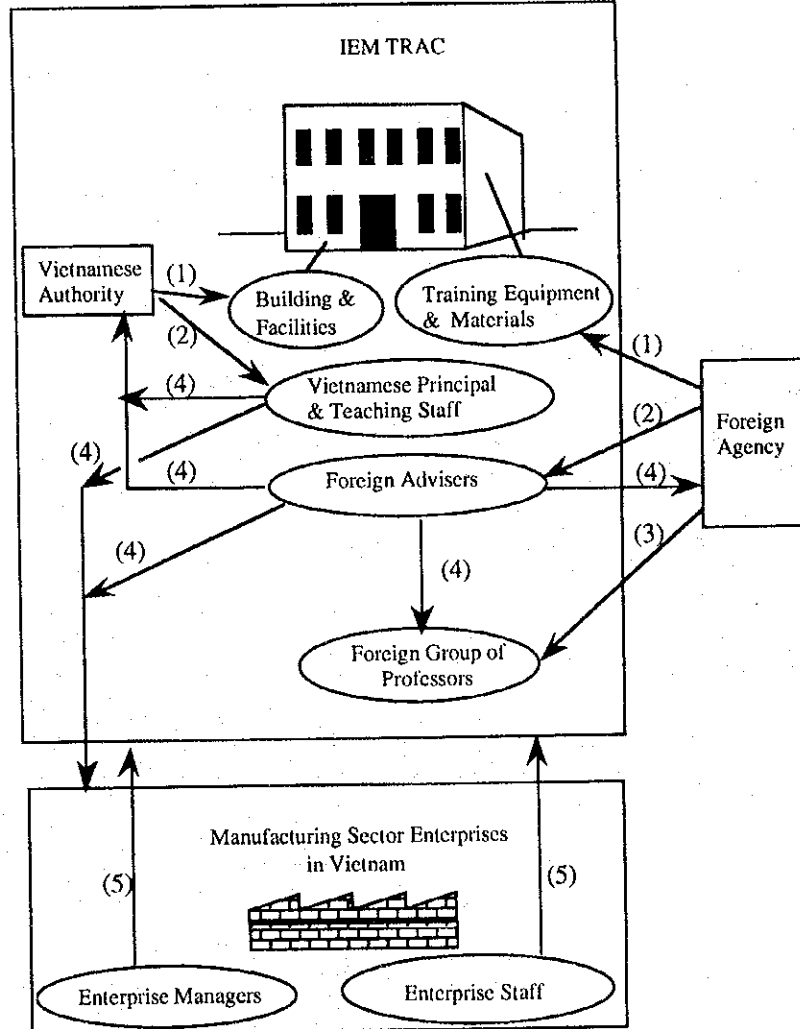 IEM TRAC
Vietnamese
Authority
(1)
Building &
Facilities
Training Equipment
& Materials
(1)
(2)
Vietnamese Principal
& Teaching Staff
(4)
(2)
Foreign
Agency
(4)
(4)
Foreign Advisers
(4)
(4)
(4)
(3)
Foreign Group of
Professors
Manufacturing Sector Enterprises
in Vietnam
(5)
(5)
Enterprise Managers
Enterprise Staff